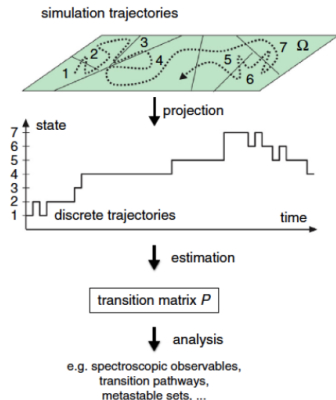 simulation trajectories
1 2 3 4 5 6 7 Ω
projection
state
7
6
5
4
3
2
1
discrete trajectories time
estimation
transition matrix P
analysis
e.g. spectroscopic observables,
transition pathways,
metastable sets, ...